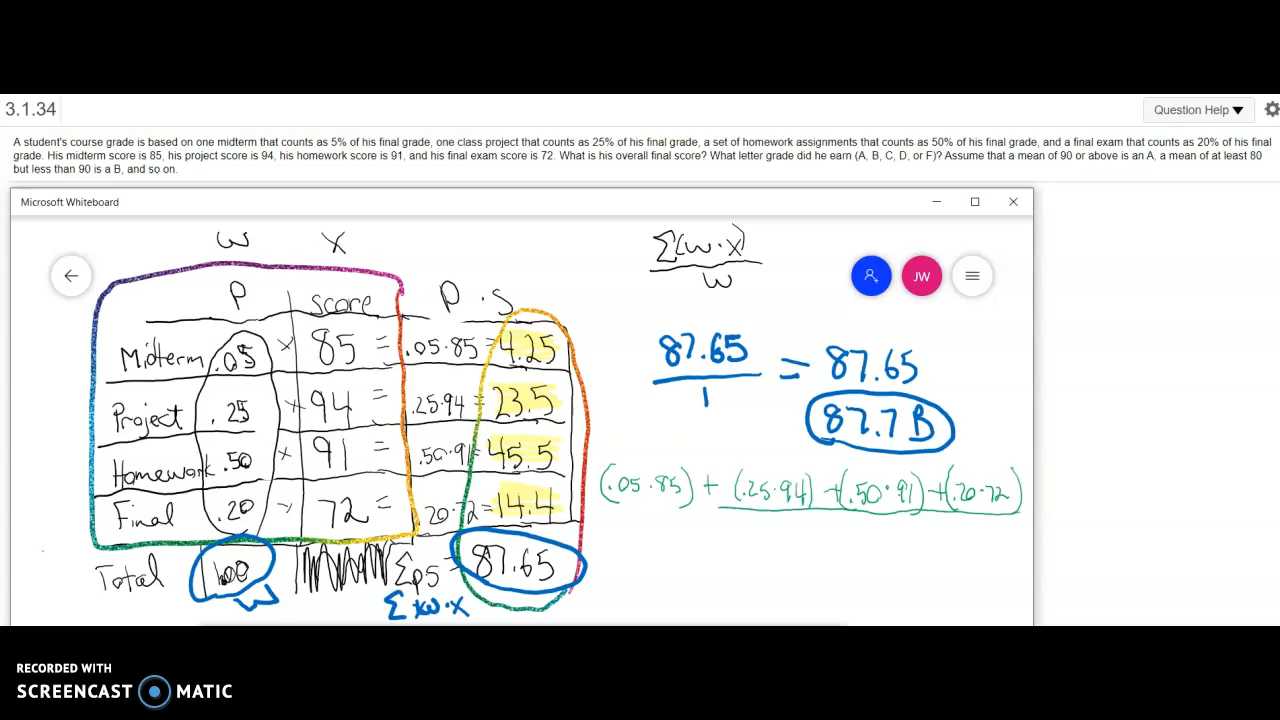 3.1.34
Question Help
A student's course grade is based on one midterm that counts as 5% of his final grade, one class project that counts as 25% of his final grade, a set of homework assignments that counts as 50% of his final grade, and a final exam that counts as 20% of his final
grade. His midterm score is 85, his project score is 94, his homework score is 91, and his final exam score is 72. What is his overall final score? What letter grade did he earn (A, B, C, D, or F)? Assume that a mean of 90 or above is an A, a mean of at least 80
but less than 90 is a B, and so on.
Microsoft Whiteboard
w x
P score P · S
Midterm .05 × 85 = .05·85 = 4.25
Project .25 × 94 = .25·94 = 23.5
Homework .50 × 91 = .50·91 = 45.5
Final .20 × 72 = .20·72 = 14.4
Total 1.00 Σps = 87.65
w
Σ w·x
Σ(w·x)
w
JW
87.65
1
= 87.65
87.7 B
(.05·85) + (.25·94) + (.50·91) + (.20·72)
RECORDED WITH
SCREENCAST MATIC